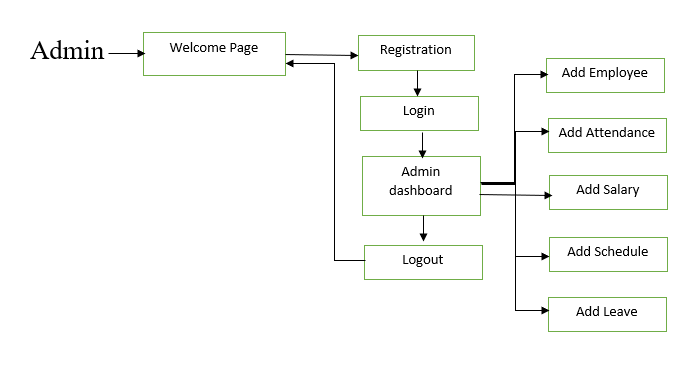 Admin
Welcome Page
Registration
Login
Admin
dashboard
Logout
Add Employee
Add Attendance
Add Salary
Add Schedule
Add Leave